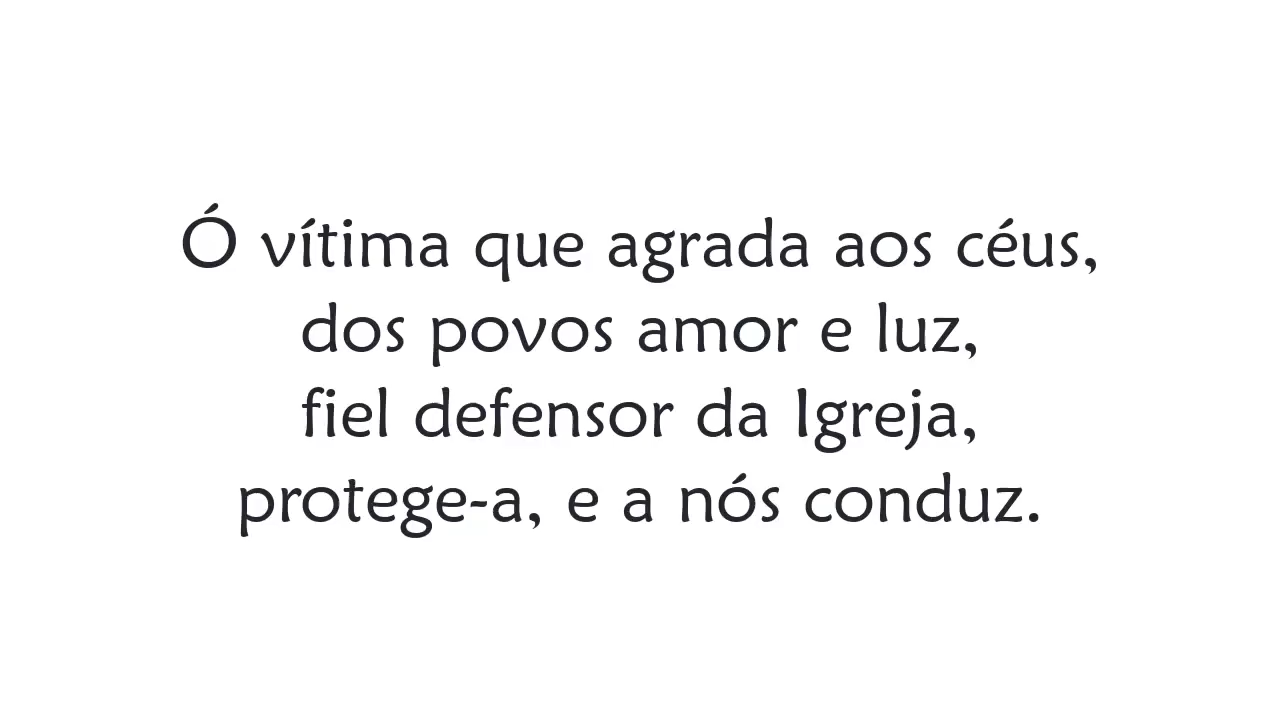 Ó vítima que agrada aos céus,
dos povos amor e luz,
fiel defensor da Igreja,
protege-a, e a nós conduz.